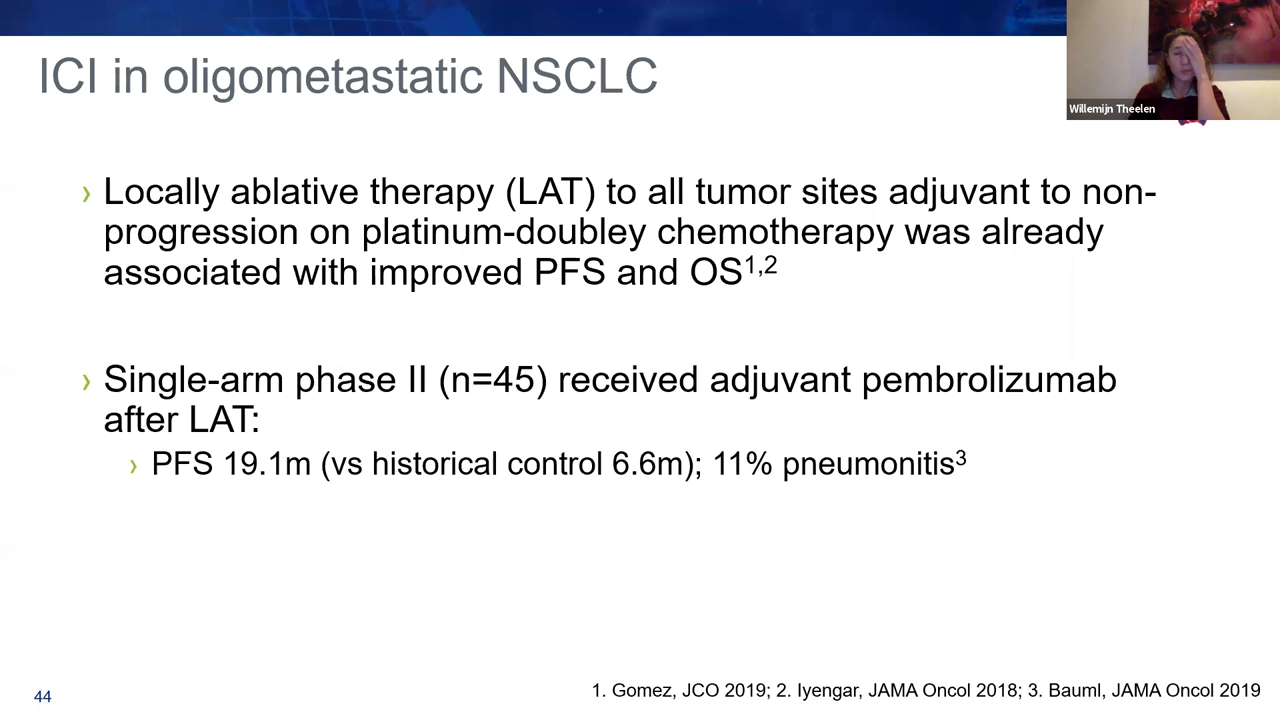 ICI in oligometastatic NSCLC
Willemijn Theelen
› Locally ablative therapy (LAT) to all tumor sites adjuvant to non-
progression on platinum-doubley chemotherapy was already
associated with improved PFS and OS1,2
› Single-arm phase II (n=45) received adjuvant pembrolizumab
after LAT:
› PFS 19.1m (vs historical control 6.6m); 11% pneumonitis3
44
1. Gomez, JCO 2019; 2. Iyengar, JAMA Oncol 2018; 3. Bauml, JAMA Oncol 2019